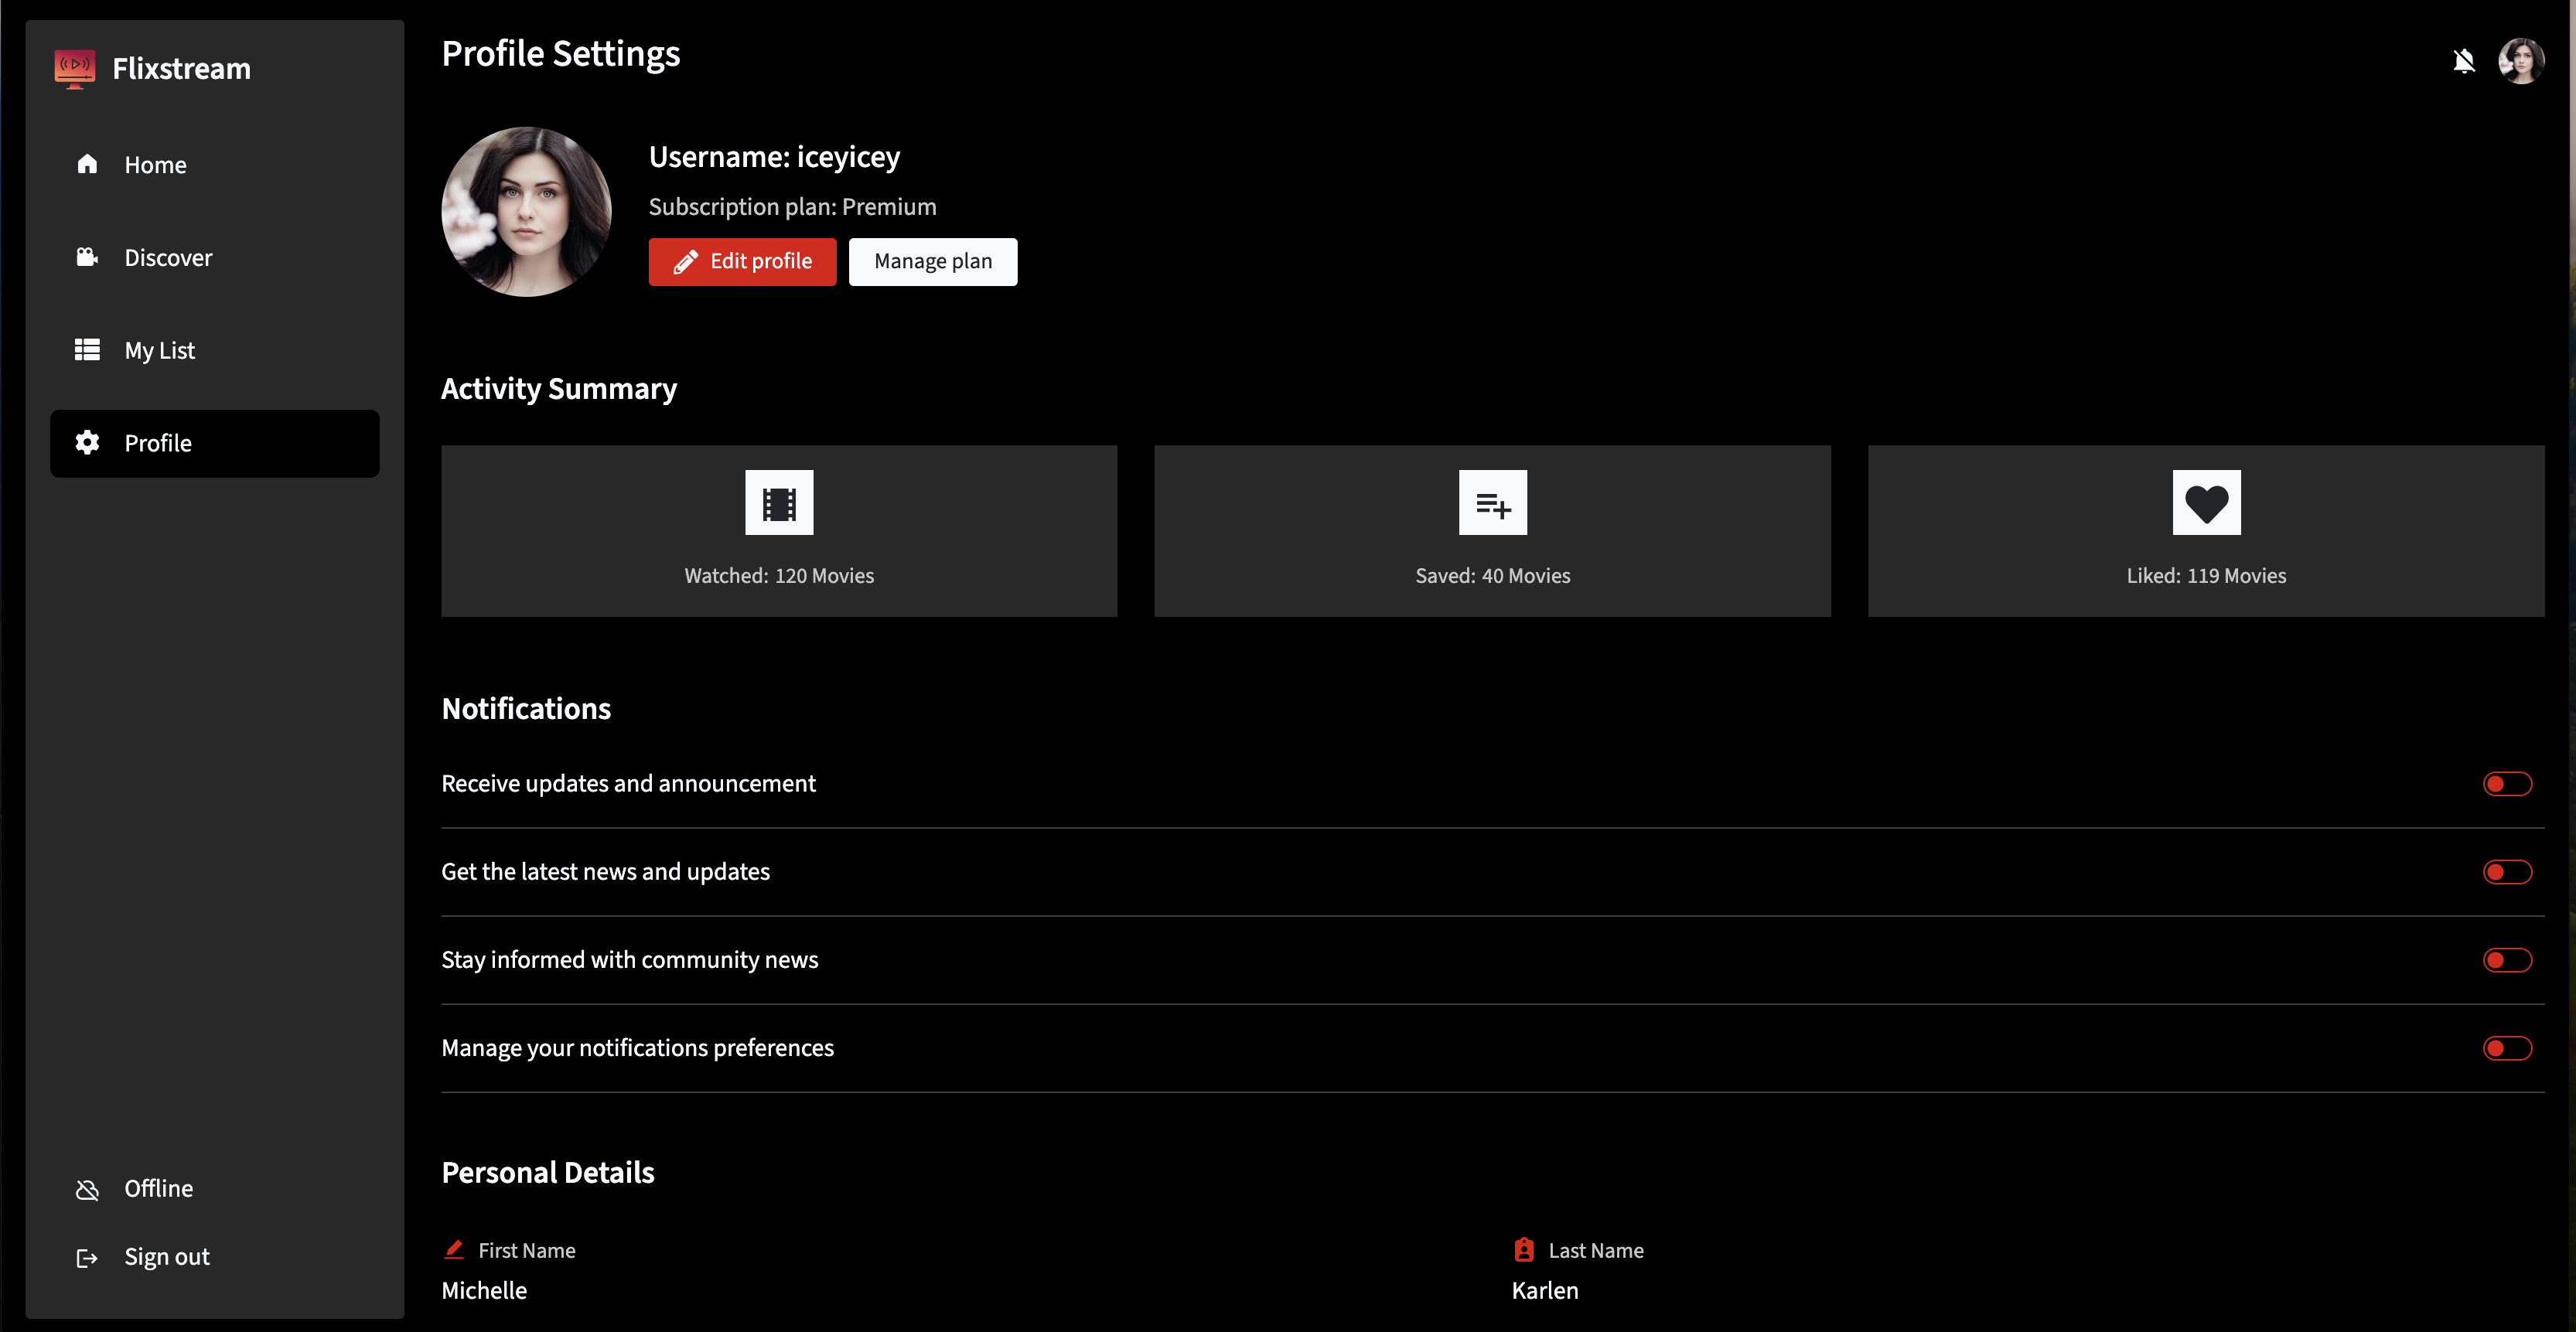 Flixstream
Home
Discover
My List
Profile
Offline
Sign out
Profile Settings
Username: iceyicey
Subscription plan: Premium
Edit profile
Manage plan
Activity Summary
Watched: 120 Movies
Saved: 40 Movies
Liked: 119 Movies
Notifications
Receive updates and announcement
Get the latest news and updates
Stay informed with community news
Manage your notifications preferences
Personal Details
First Name
Michelle
Last Name
Karlen